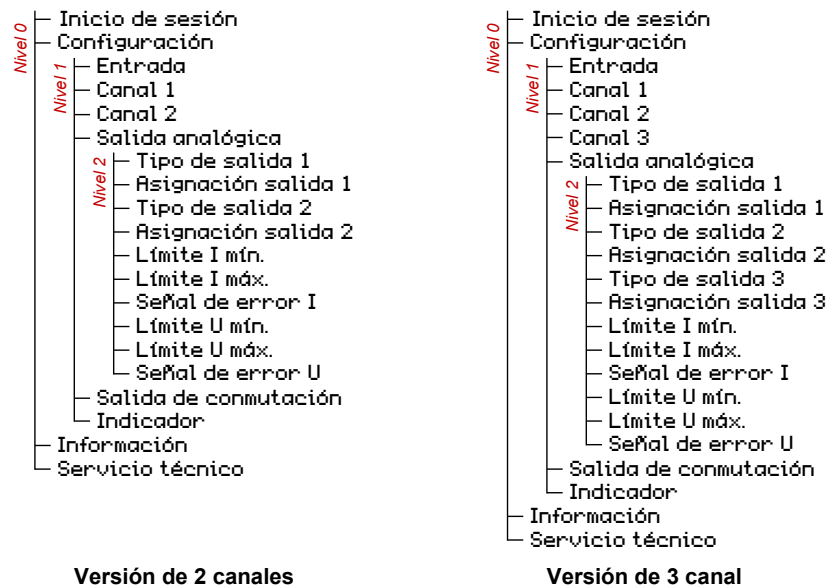 Nivel 0
Inicio de sesión
Configuración
Nivel 1
Entrada
Canal 1
Canal 2
Salida analógica
Nivel 2
Tipo de salida 1
Asignación salida 1
Tipo de salida 2
Asignación salida 2
Límite I mín.
Límite I máx.
Señal de error I
Límite U mín.
Límite U máx.
Señal de error U
Salida de conmutación
Indicador
Información
Servicio técnico
Versión de 2 canales
Nivel 0
Inicio de sesión
Configuración
Nivel 1
Entrada
Canal 1
Canal 2
Canal 3
Salida analógica
Nivel 2
Tipo de salida 1
Asignación salida 1
Tipo de salida 2
Asignación salida 2
Tipo de salida 3
Asignación salida 3
Límite I mín.
Límite I máx.
Señal de error I
Límite U mín.
Límite U máx.
Señal de error U
Salida de conmutación
Indicador
Información
Servicio técnico
Versión de 3 canal